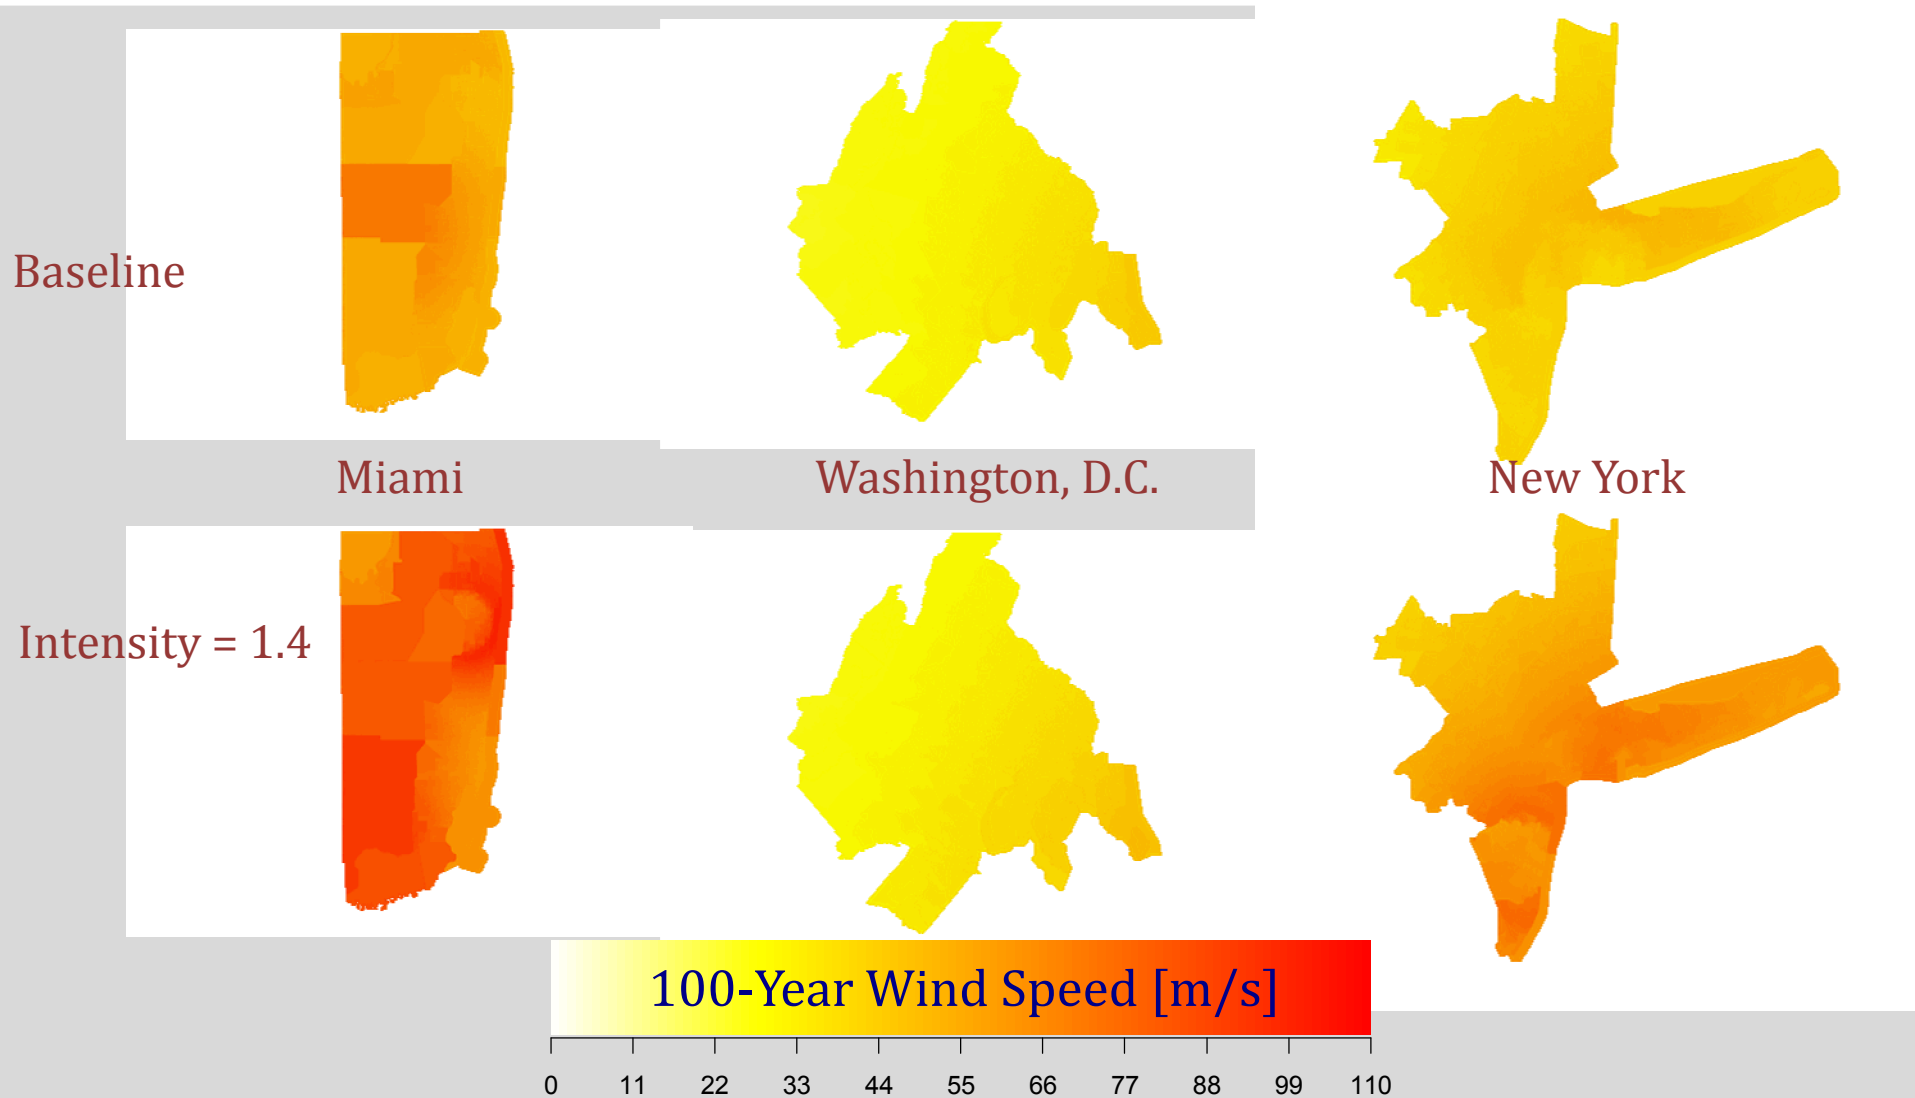 Baseline
Miami
Washington, D.C.
New York
Intensity = 1.4
100-Year Wind Speed [m/s]
0 11 22 33 44 55 66 77 88 99 110